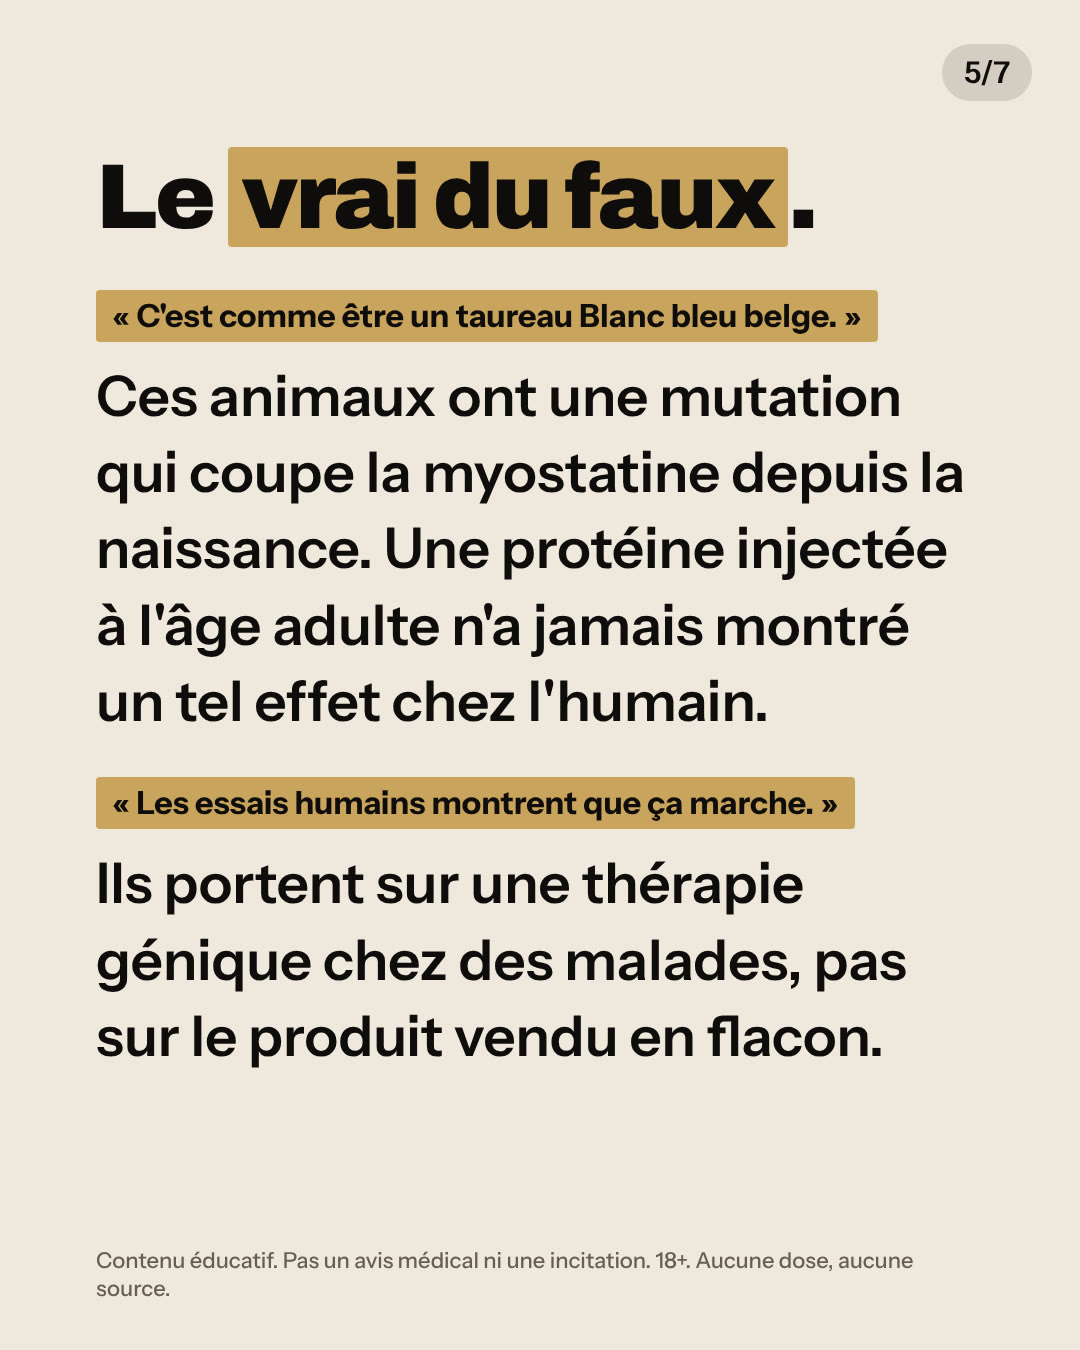 5/7
Le vrai du faux.
« C'est comme être un taureau Blanc bleu belge. »
Ces animaux ont une mutation
qui coupe la myostatine depuis la
naissance. Une protéine injectée
à l'âge adulte n'a jamais montré
un tel effet chez l'humain.
« Les essais humains montrent que ça marche. »
Ils portent sur une thérapie
génique chez des malades, pas
sur le produit vendu en flacon.
Contenu éducatif. Pas un avis médical ni une incitation. 18+. Aucune dose, aucune
source.